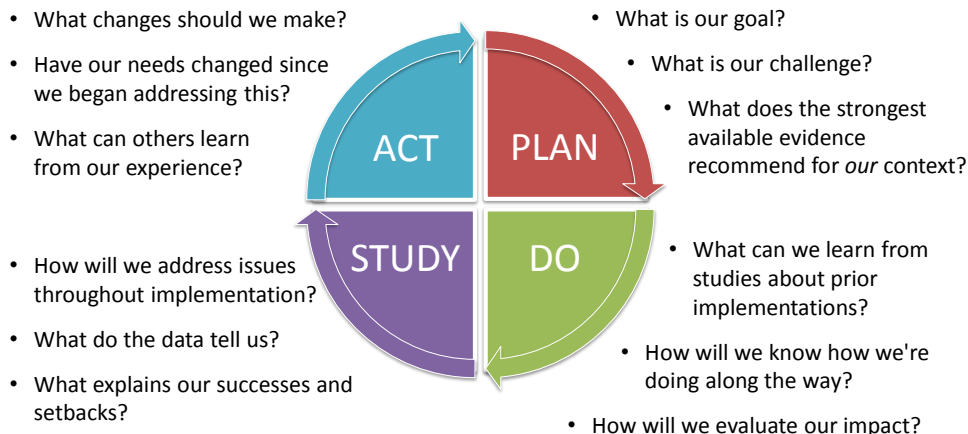 • What changes should we make?
• Have our needs changed since
we began addressing this?
• What can others learn
from our experience?
ACT
PLAN
• What is our goal?
• What is our challenge?
• What does the strongest
available evidence
recommend for our context?
• How will we address issues
throughout implementation?
• What do the data tell us?
• What explains our successes and
setbacks?
STUDY
DO
• What can we learn from
studies about prior
implementations?
• How will we know how we're
doing along the way?
• How will we evaluate our impact?